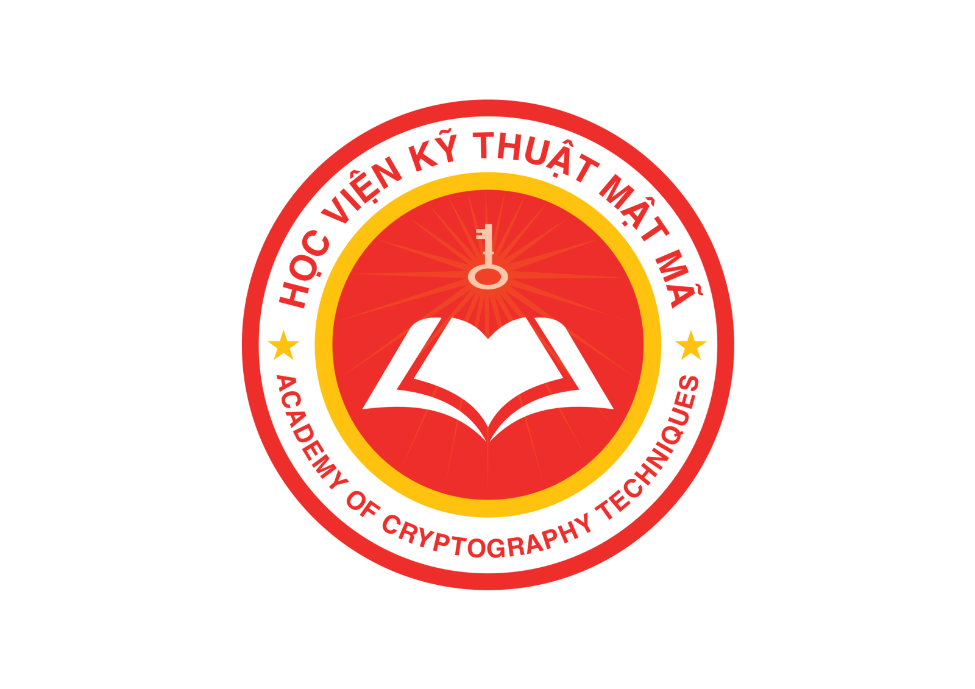 HỌC VIỆN KỸ THUẬT MẬT MÃ
ACADEMY OF CRYPTOGRAPHY TECHNIQUES